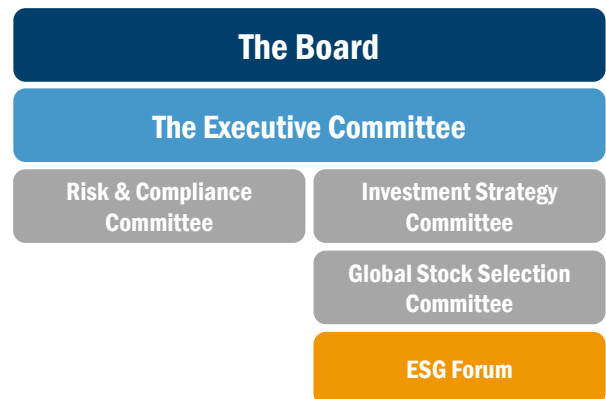 The Board
The Executive Committee
Risk & Compliance
Committee
Investment Strategy
Committee
Global Stock Selection
Committee
ESG Forum